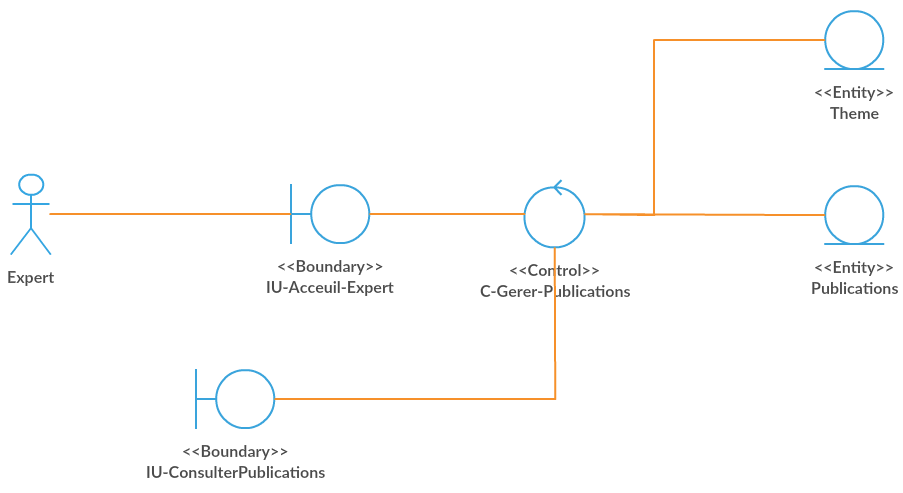 <<Entity>>
Theme
Expert
<<Boundary>>
IU-Acceuil-Expert
<<Control>>
C-Gerer-Publications
<<Entity>>
Publications
<<Boundary>>
IU-ConsulterPublications